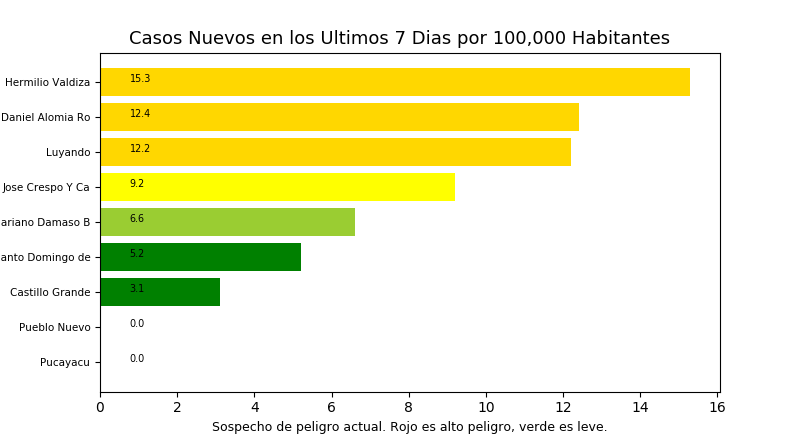 Casos Nuevos en los Ultimos 7 Dias por 100,000 Habitantes
Hermilio Valdiza 15.3
Daniel Alomia Ro 12.4
Luyando 12.2
Jose Crespo Y Ca 9.2
ariano Damaso B 6.6
anto Domingo de 5.2
Castillo Grande 3.1
Pueblo Nuevo 0.0
Pucayacu 0.0
0 2 4 6 8 10 12 14 16
Sospecho de peligro actual. Rojo es alto peligro, verde es leve.